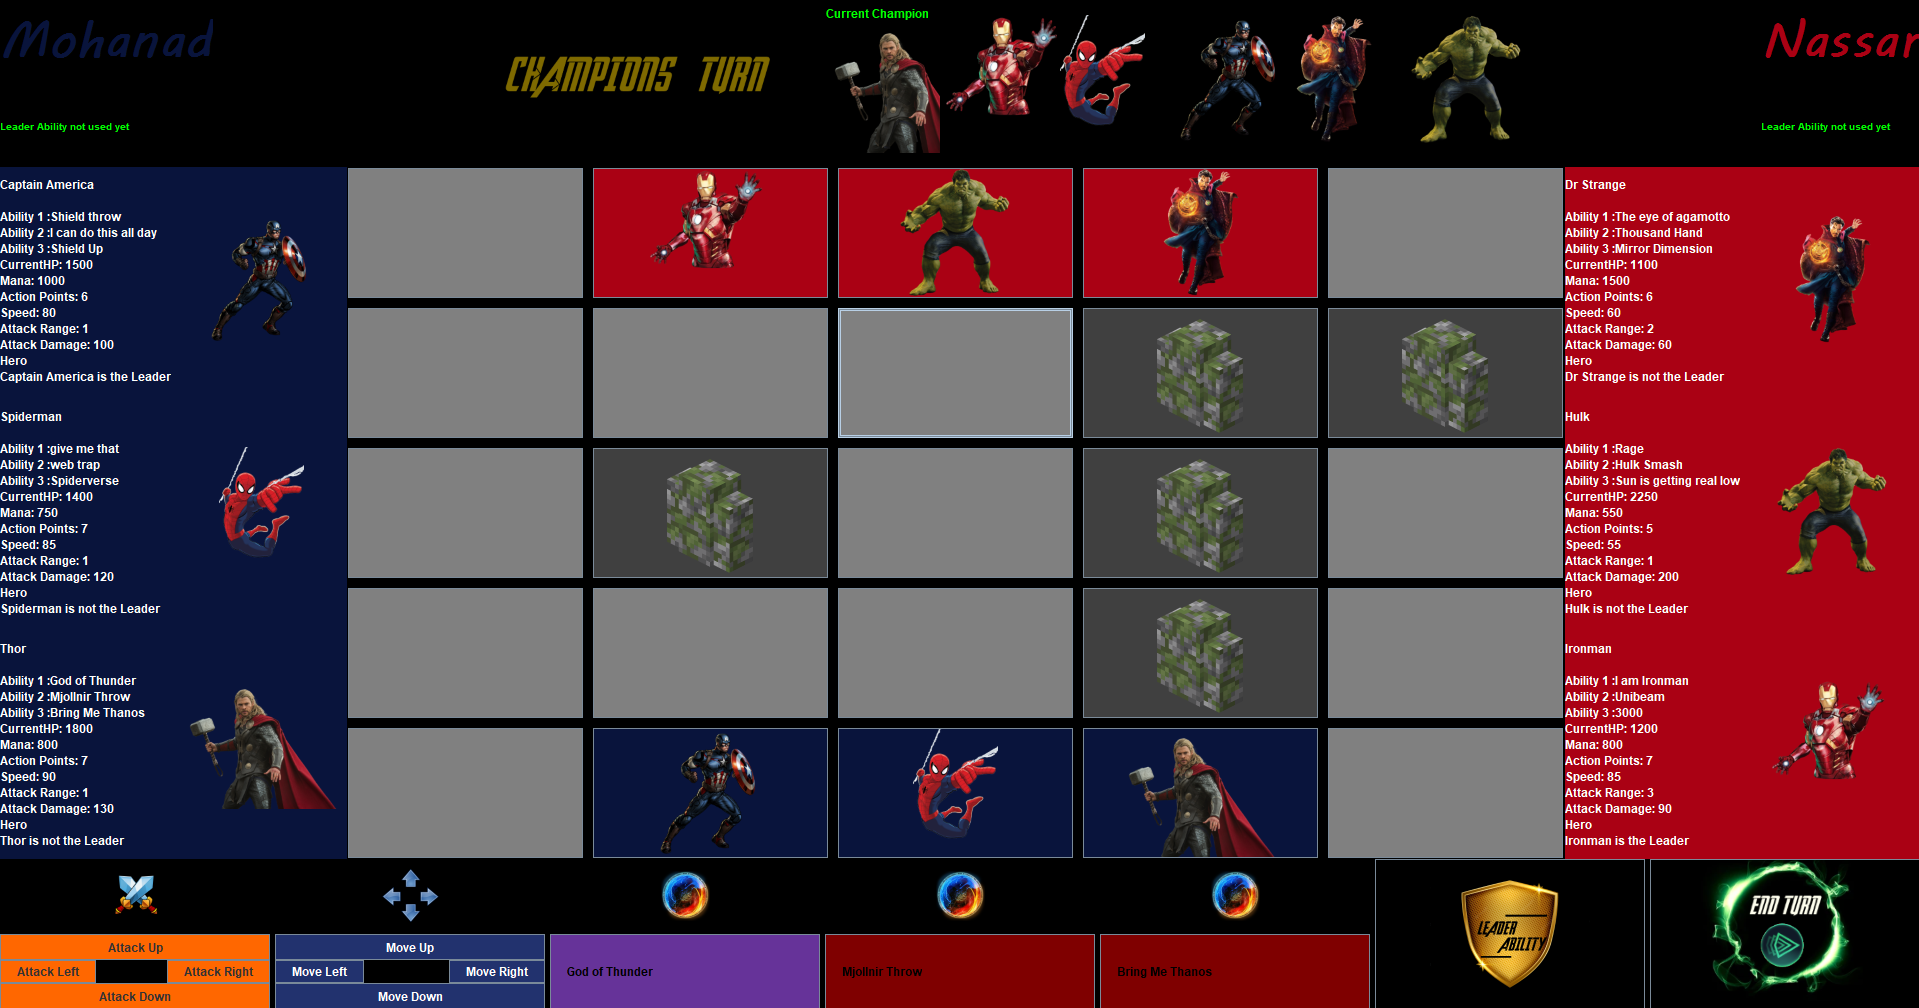 Mohanad
CHAMPIONS TURN
Current Champion
Nassar
Leader Ability not used yet
Leader Ability not used yet
Captain America
Ability 1 :Shield throw
Ability 2 :I can do this all day
Ability 3 :Shield Up
CurrentHP: 1500
Mana: 1000
Action Points: 6
Speed: 80
Attack Range: 1
Attack Damage: 100
Hero
Captain America is the Leader
Spiderman
Ability 1 :give me that
Ability 2 :web trap
Ability 3 :Spiderverse
CurrentHP: 1400
Mana: 750
Action Points: 7
Speed: 85
Attack Range: 1
Attack Damage: 120
Hero
Spiderman is not the Leader
Thor
Ability 1 :God of Thunder
Ability 2 :Mjollnir Throw
Ability 3 :Bring Me Thanos
CurrentHP: 1800
Mana: 800
Action Points: 7
Speed: 90
Attack Range: 1
Attack Damage: 130
Hero
Thor is not the Leader
Dr Strange
Ability 1 :The eye of agamotto
Ability 2 :Thousand Hand
Ability 3 :Mirror Dimension
CurrentHP: 1100
Mana: 1500
Action Points: 6
Speed: 60
Attack Range: 2
Attack Damage: 60
Hero
Dr Strange is not the Leader
Hulk
Ability 1 :Rage
Ability 2 :Hulk Smash
Ability 3 :Sun is getting real low
CurrentHP: 2250
Mana: 550
Action Points: 5
Speed: 55
Attack Range: 1
Attack Damage: 200
Hero
Hulk is not the Leader
Ironman
Ability 1 :I am Ironman
Ability 2 :Unibeam
Ability 3 :3000
CurrentHP: 1200
Mana: 800
Action Points: 7
Speed: 85
Attack Range: 3
Attack Damage: 90
Hero
Ironman is the Leader
Attack Up
Attack Left
Attack Right
Attack Down
Move Up
Move Left
Move Right
Move Down
God of Thunder
Mjollnir Throw
Bring Me Thanos
LEADER
ABILITY
END TURN